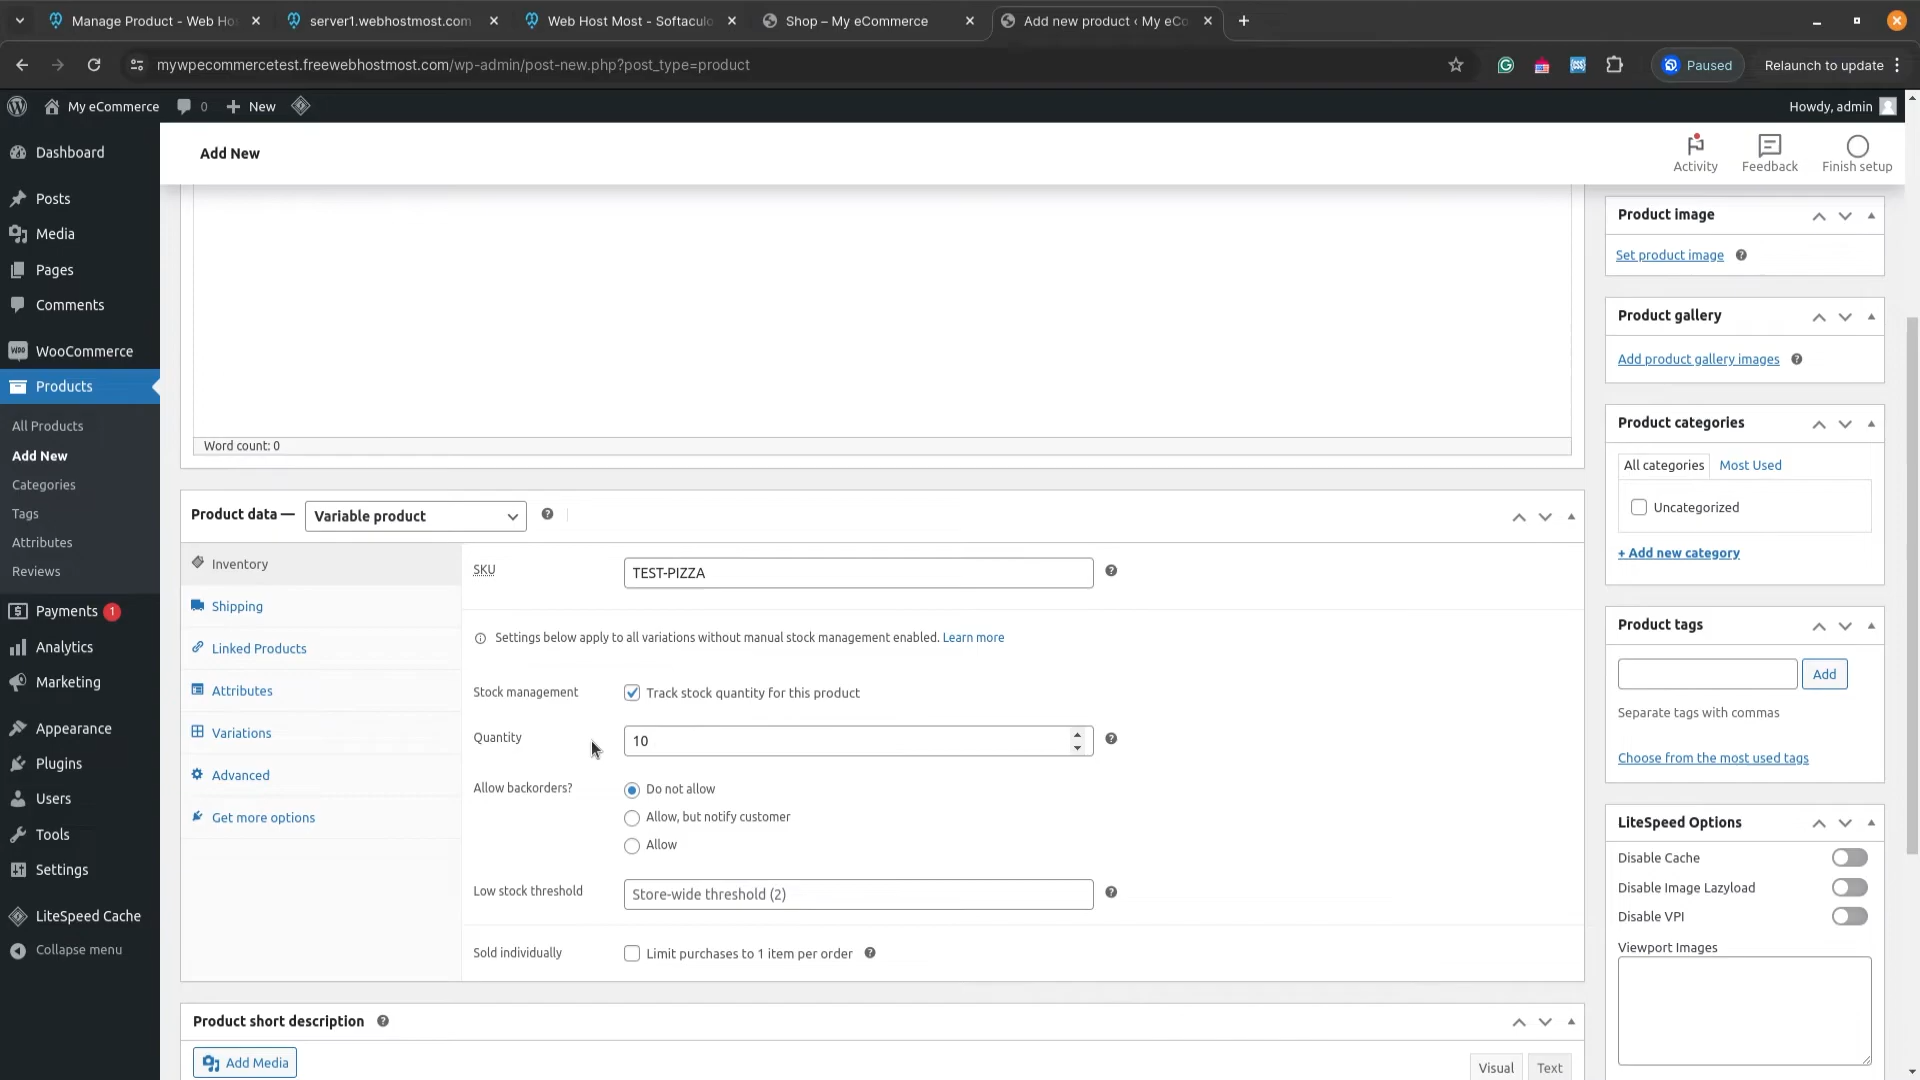 Manage Product - Web Ho
server1.webhostmost.com
Web Host Most - Softaculo
Shop – My eCommerce
Add new product ‹ My eCo
mywpecommercetest.freewebhostmost.com/wp-admin/post-new.php?post_type=product
Paused
Relaunch to update
My eCommerce
0
New
Howdy, admin
Dashboard
Posts
Media
Pages
Comments
WooCommerce
Products
All Products
Add New
Categories
Tags
Attributes
Reviews
Payments 1
Analytics
Marketing
Appearance
Plugins
Users
Tools
Settings
LiteSpeed Cache
Collapse menu
Add New
Activity
Feedback
Finish setup
Word count: 0
Product data —
Variable product
Inventory
Shipping
Linked Products
Attributes
Variations
Advanced
Get more options
SKU
TEST-PIZZA
Settings below apply to all variations without manual stock management enabled. Learn more
Stock management
Track stock quantity for this product
Quantity
10
Allow backorders?
Do not allow
Allow, but notify customer
Allow
Low stock threshold
Store-wide threshold (2)
Sold individually
Limit purchases to 1 item per order
Product short description
Add Media
Visual
Text
Product image
Set product image
Product gallery
Add product gallery images
Product categories
All categories
Most Used
Uncategorized
+ Add new category
Product tags
Add
Separate tags with commas
Choose from the most used tags
LiteSpeed Options
Disable Cache
Disable Image Lazyload
Disable VPI
Viewport Images